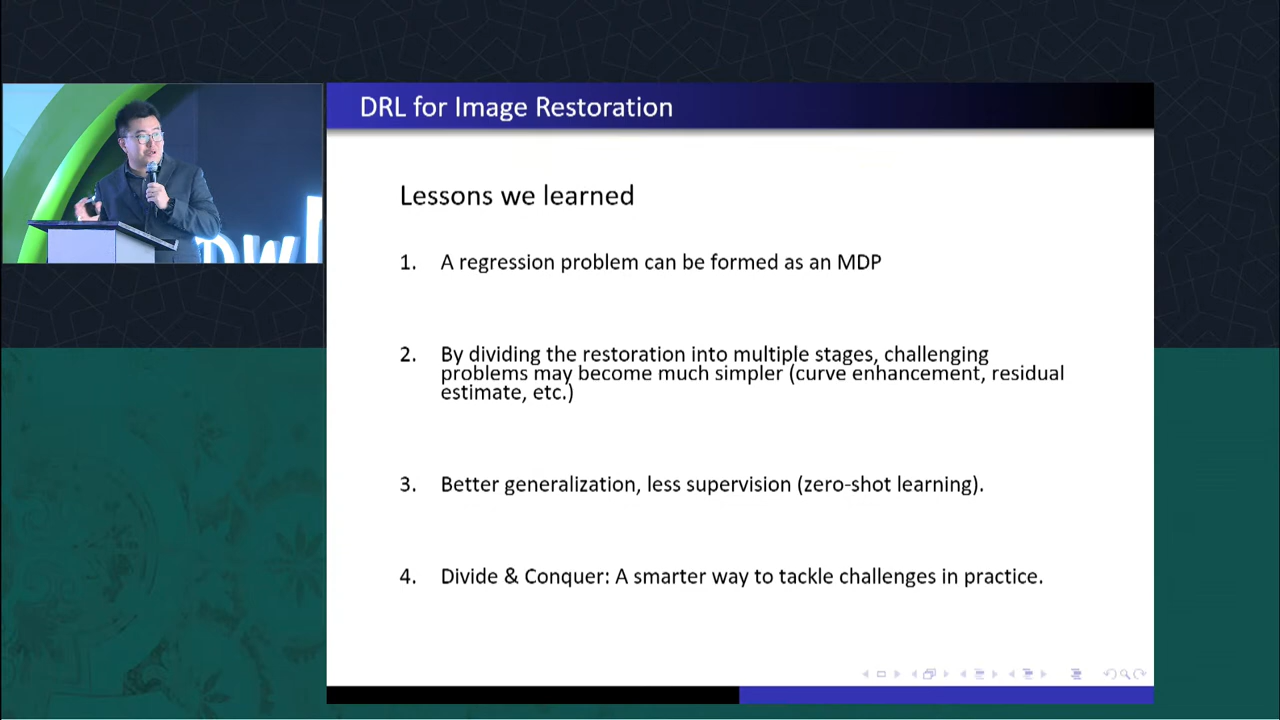 DRL for Image Restoration
Lessons we learned
1. A regression problem can be formed as an MDP
2. By dividing the restoration into multiple stages, challenging
problems may become much simpler (curve enhancement, residual
estimate, etc.)
3. Better generalization, less supervision (zero-shot learning).
4. Divide & Conquer: A smarter way to tackle challenges in practice.